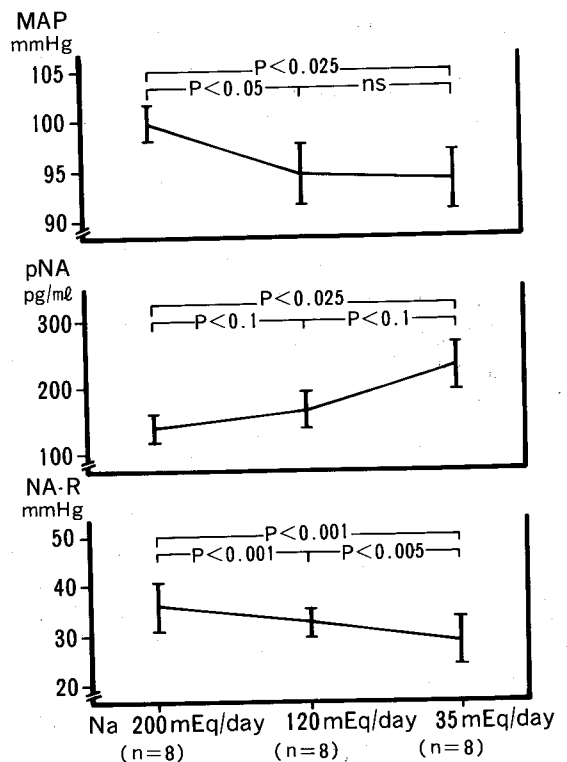 MAP
mmHg
105
P<0.025
P<0.05
ns
100
95
90
pNA
pg/mℓ
P<0.025
300
P<0.1
P<0.1
200
100
NA·R
mmHg
50
P<0.001
P<0.001
P<0.005
40
30
20
Na 200mEq/day 120mEq/day 35mEq/day
(n=8) (n=8) (n=8)